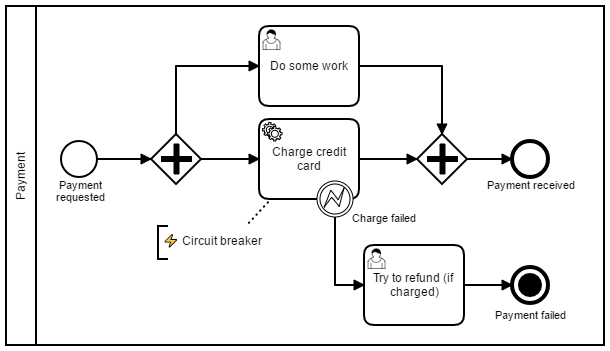 Payment
Do some work
Charge credit
card
Payment
requested
Payment received
Charge failed
Circuit breaker
Try to refund (if
charged)
Payment failed